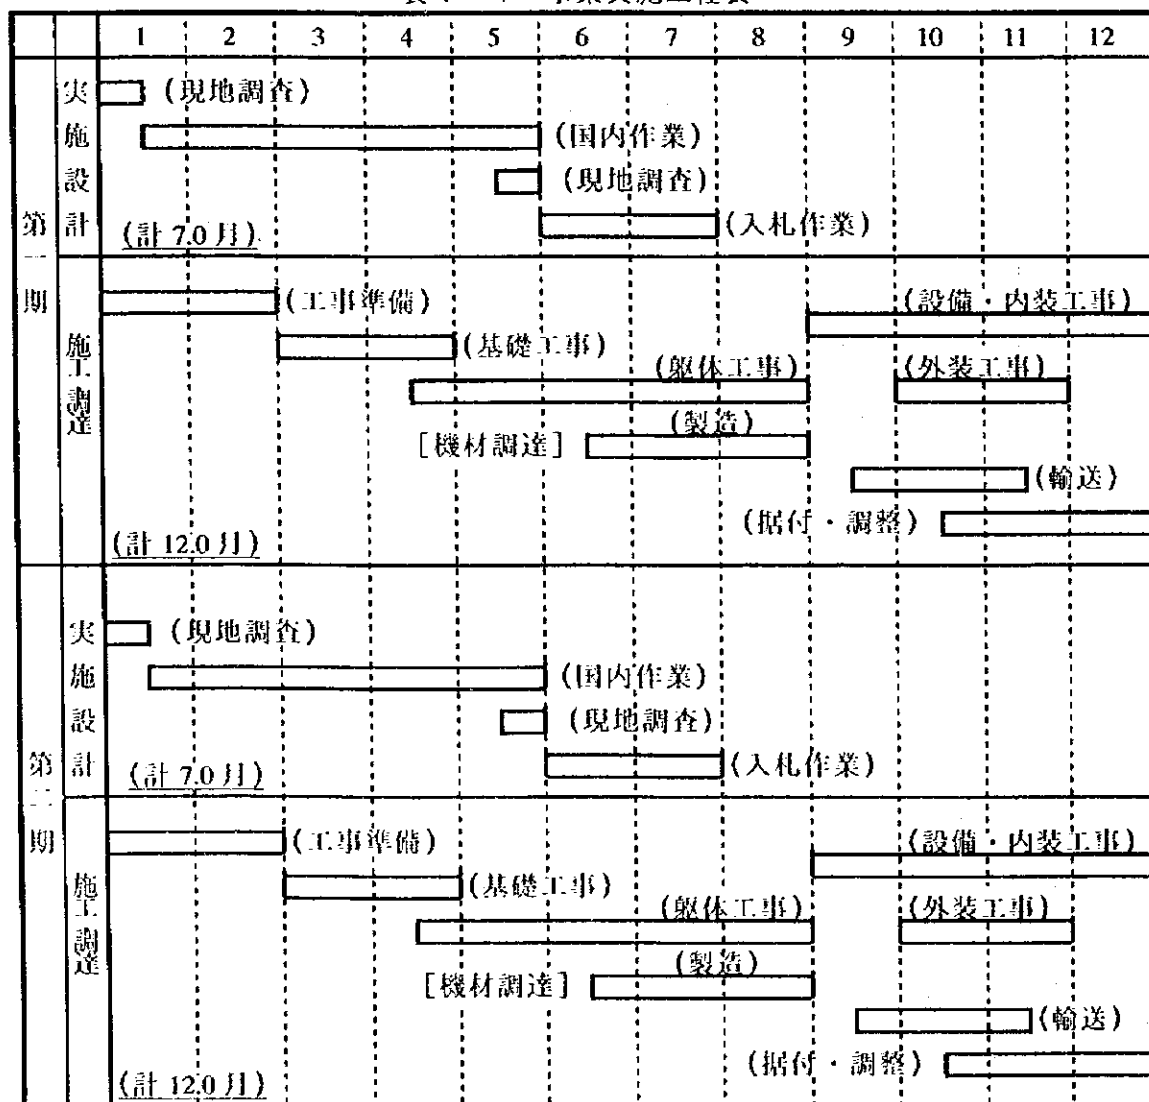 1 2 3 4 5 6 7 8 9 10 11 12
第一期
実施設計
(現地調査)
(国内作業)
(現地調査)
(入札作業)
(計 7.0 月)
施工調達
(工事準備)
(設備・内装工事)
(基礎工事)
(躯体工事)
(外装工事)
(製造)
[機材調達]
(輸送)
(据付・調整)
(計 12.0 月)
第二期
実施設計
(現地調査)
(国内作業)
(現地調査)
(入札作業)
(計 7.0 月)
施工調達
(工事準備)
(設備・内装工事)
(基礎工事)
(躯体工事)
(外装工事)
(製造)
[機材調達]
(輸送)
(据付・調整)
(計 12.0 月)